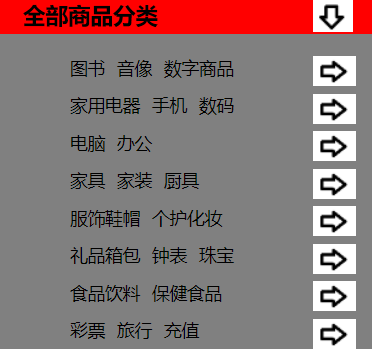 全部商品分类
图书 音像 数字商品
家用电器 手机 数码
电脑 办公
家具 家装 厨具
服饰鞋帽 个护化妆
礼品箱包 钟表 珠宝
食品饮料 保健食品
彩票 旅行 充值